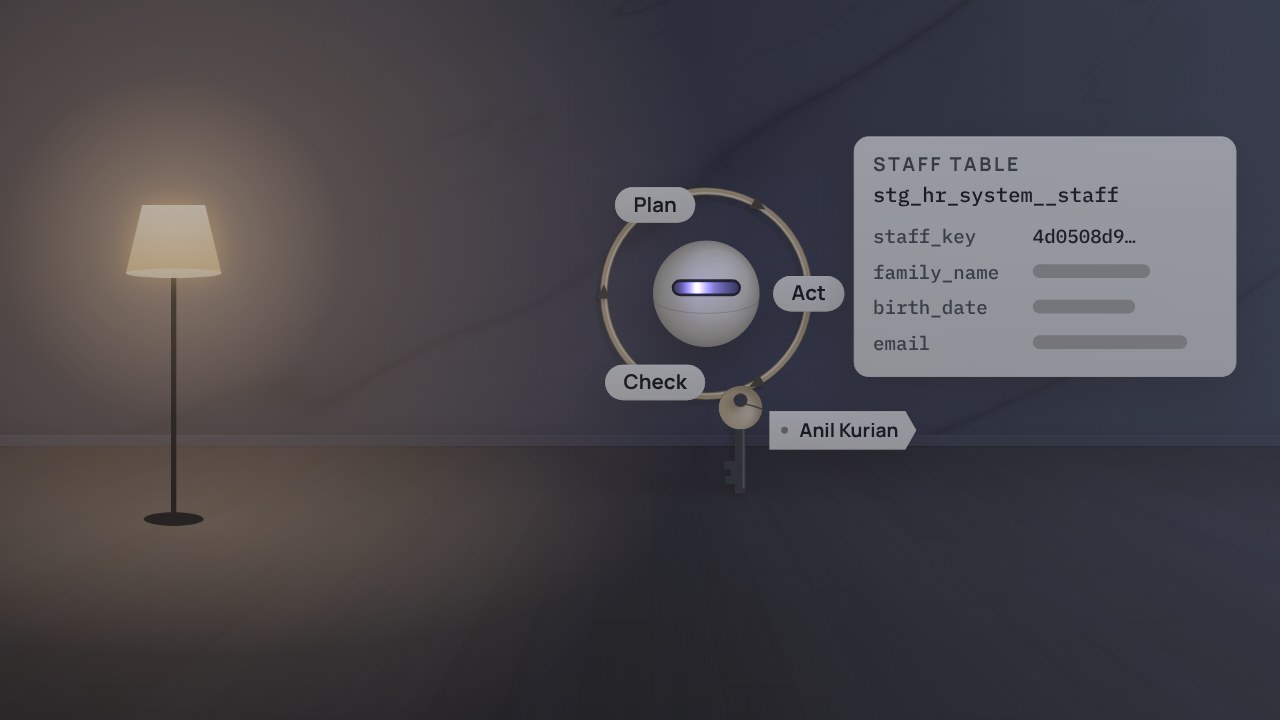 Plan
Act
Check
Anil Kurian
STAFF TABLE
stg_hr_system__staff
staff_key 4d0508d9…
family_name
birth_date
email